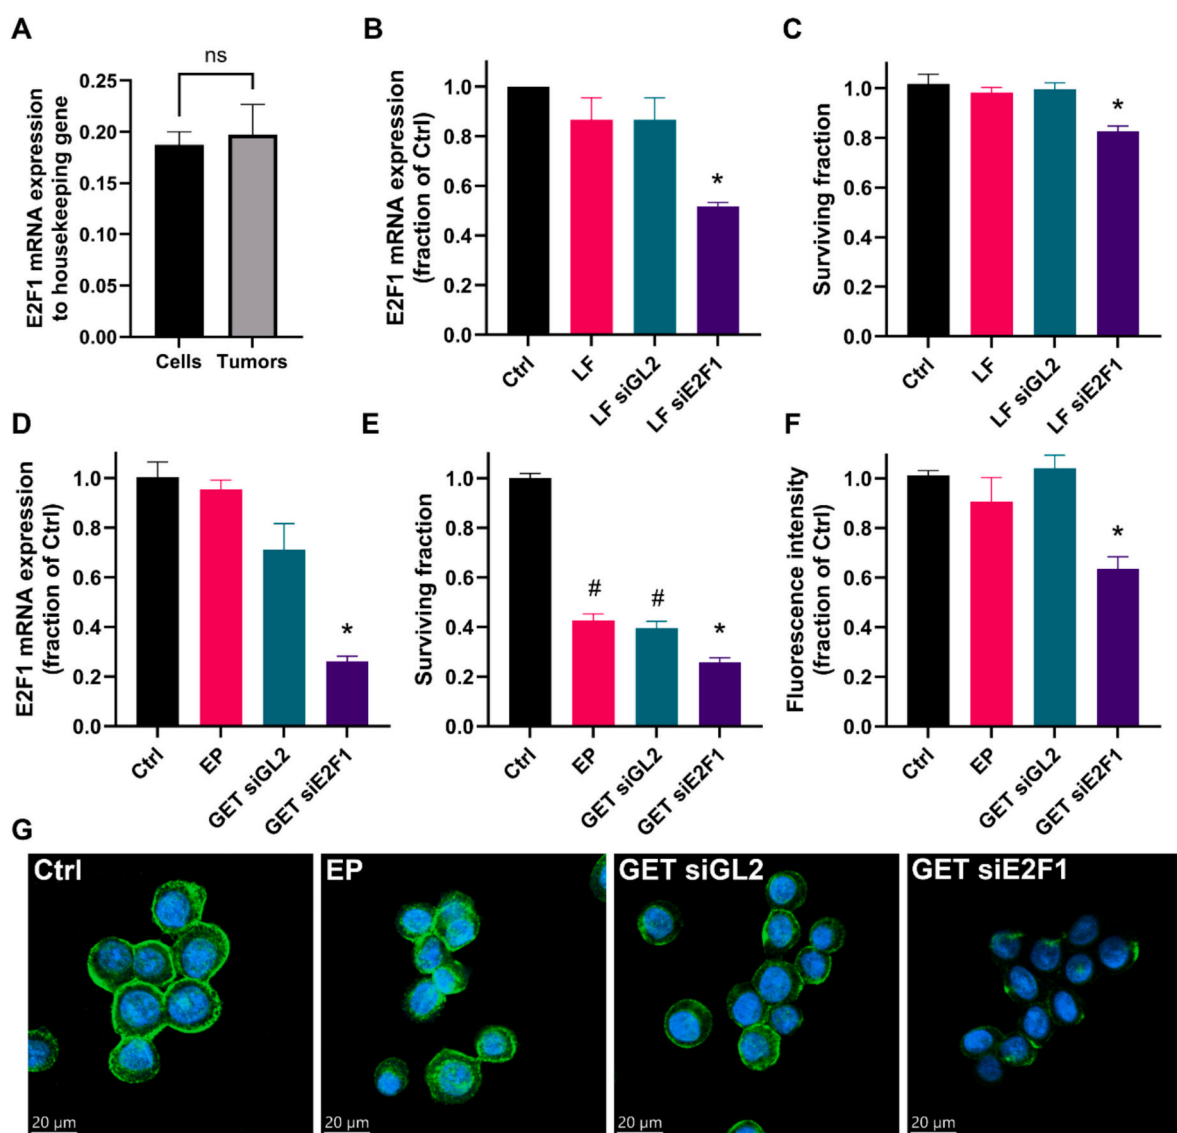 A
E2F1 mRNA expression
to housekeeping gene
0.25
0.20
0.15
0.10
0.05
0.00
ns
Cells
Tumors
B
E2F1 mRNA expression
(fraction of Ctrl)
1.0
0.8
0.6
0.4
0.2
0.0
*
Ctrl
LF
LF siGL2
LF siE2F1
C
Surviving fraction
1.0
0.8
0.6
0.4
0.2
0.0
*
Ctrl
LF
LF siGL2
LF siE2F1
D
E2F1 mRNA expression
(fraction of Ctrl)
1.0
0.8
0.6
0.4
0.2
0.0
*
Ctrl
EP
GET siGL2
GET siE2F1
E
Surviving fraction
1.0
0.8
0.6
0.4
0.2
0.0
#
#
*
Ctrl
EP
GET siGL2
GET siE2F1
F
Fluorescence intensity
(fraction of Ctrl)
1.0
0.8
0.6
0.4
0.2
0.0
*
Ctrl
EP
GET siGL2
GET siE2F1
G
Ctrl
20 µm
EP
20 µm
GET siGL2
20 µm
GET siE2F1
20 µm